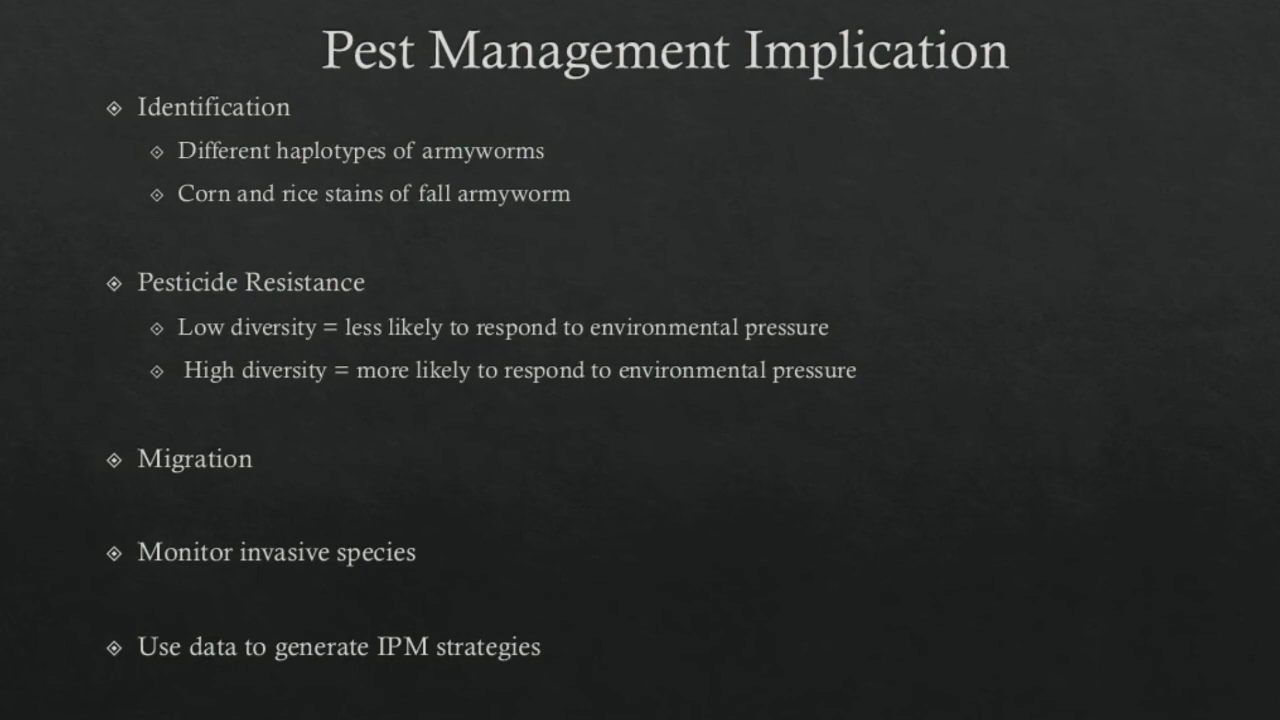 Pest Management Implication
Identification
Different haplotypes of armyworms
Corn and rice stains of fall armyworm
Pesticide Resistance
Low diversity = less likely to respond to environmental pressure
High diversity = more likely to respond to environmental pressure
Migration
Monitor invasive species
Use data to generate IPM strategies